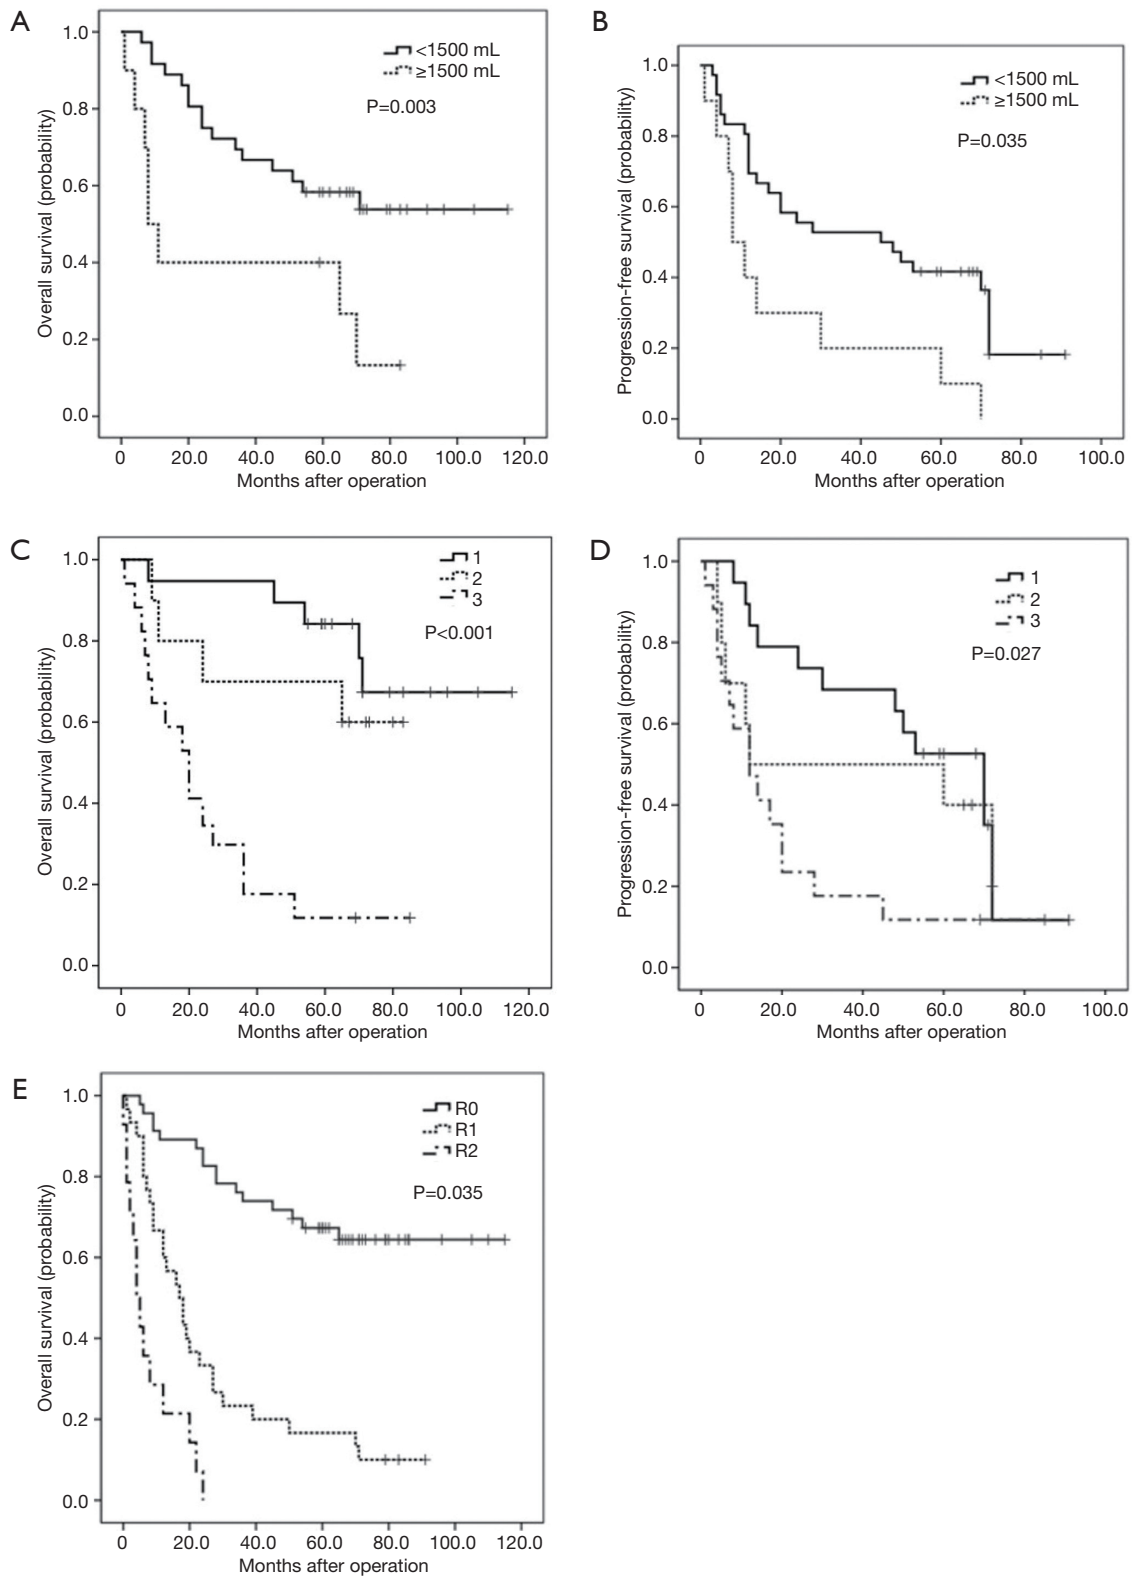 A
Overall survival (probability)
1.0
0.8
0.6
0.4
0.2
0.0
<1500 mL
≥1500 mL
P=0.003
0 20.0 40.0 60.0 80.0 100.0 120.0
Months after operation
B
Progression-free survival (probability)
1.0
0.8
0.6
0.4
0.2
0.0
<1500 mL
≥1500 mL
P=0.035
0 20.0 40.0 60.0 80.0 100.0
Months after operation
C
Overall survival (probability)
1.0
0.8
0.6
0.4
0.2
0.0
1
2
3
P<0.001
0 20.0 40.0 60.0 80.0 100.0 120.0
Months after operation
D
Progression-free survival (probability)
1.0
0.8
0.6
0.4
0.2
0.0
1
2
3
P=0.027
0 20.0 40.0 60.0 80.0 100.0
Months after operation
E
Overall survival (probability)
1.0
0.8
0.6
0.4
0.2
0.0
R0
R1
R2
P=0.035
0 20.0 40.0 60.0 80.0 100.0 120.0
Months after operation